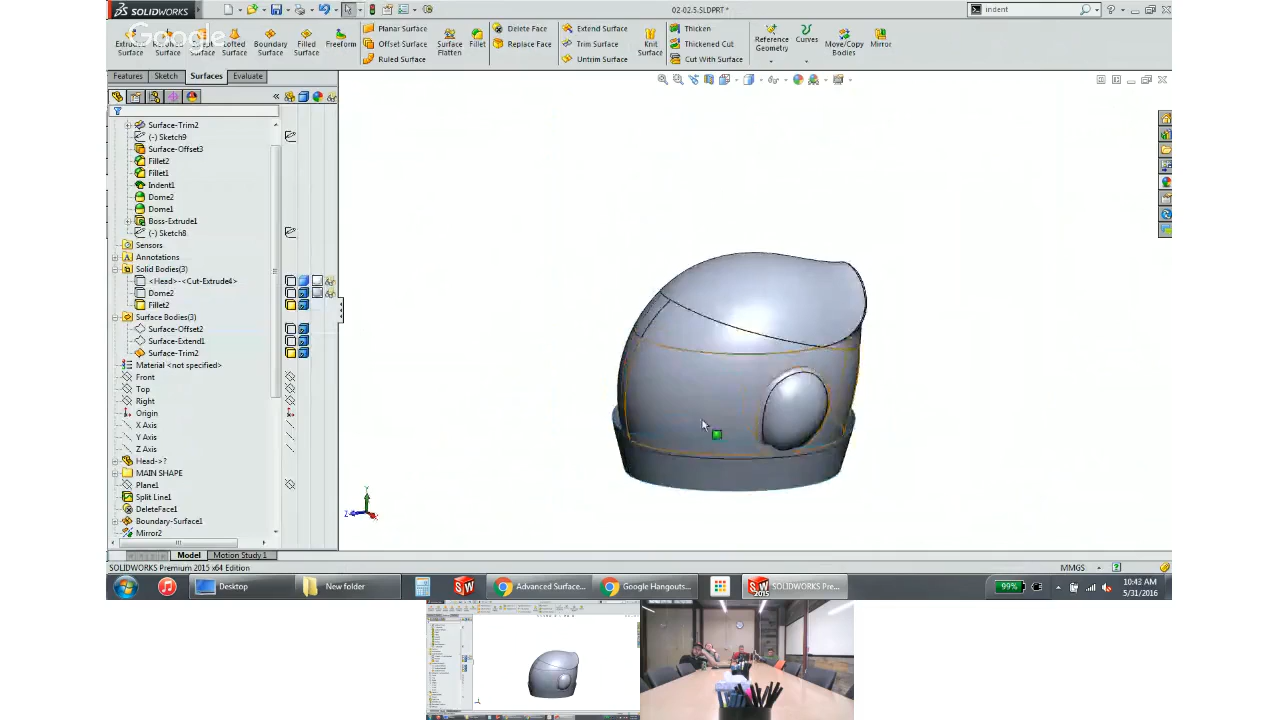 SOLIDWORKS
02-02.5.SLDPRT *
indent
Google
Lofted Surface
Boundary Surface
Filled Surface
Freeform
Planar Surface
Offset Surface
Ruled Surface
Surface Flatten
Fillet
Delete Face
Replace Face
Extend Surface
Trim Surface
Untrim Surface
Knit Surface
Thicken
Thickened Cut
Cut With Surface
Reference Geometry
Curves
Move/Copy Bodies
Mirror
Features
Sketch
Surfaces
Evaluate
Surface-Trim2
(-) Sketch9
Surface-Offset3
Fillet2
Fillet1
Indent1
Dome2
Dome1
Boss-Extrude1
(-) Sketch8
Sensors
Annotations
Solid Bodies(3)
<Head>-<Cut-Extrude4>
Dome2
Fillet2
Surface Bodies(3)
Surface-Offset2
Surface-Extend1
Surface-Trim2
Material <not specified>
Front
Top
Right
Origin
X Axis
Y Axis
Z Axis
Head->?
MAIN SHAPE
Plane1
Split Line1
DeleteFace1
Boundary-Surface1
Mirror2
Model
Motion Study 1
SOLIDWORKS Premium 2015 x64 Edition
MMGS
Desktop
New folder
Advanced Surface...
Google Hangouts...
SOLIDWORKS Pre...
99%
10:43 AM
5/31/2016